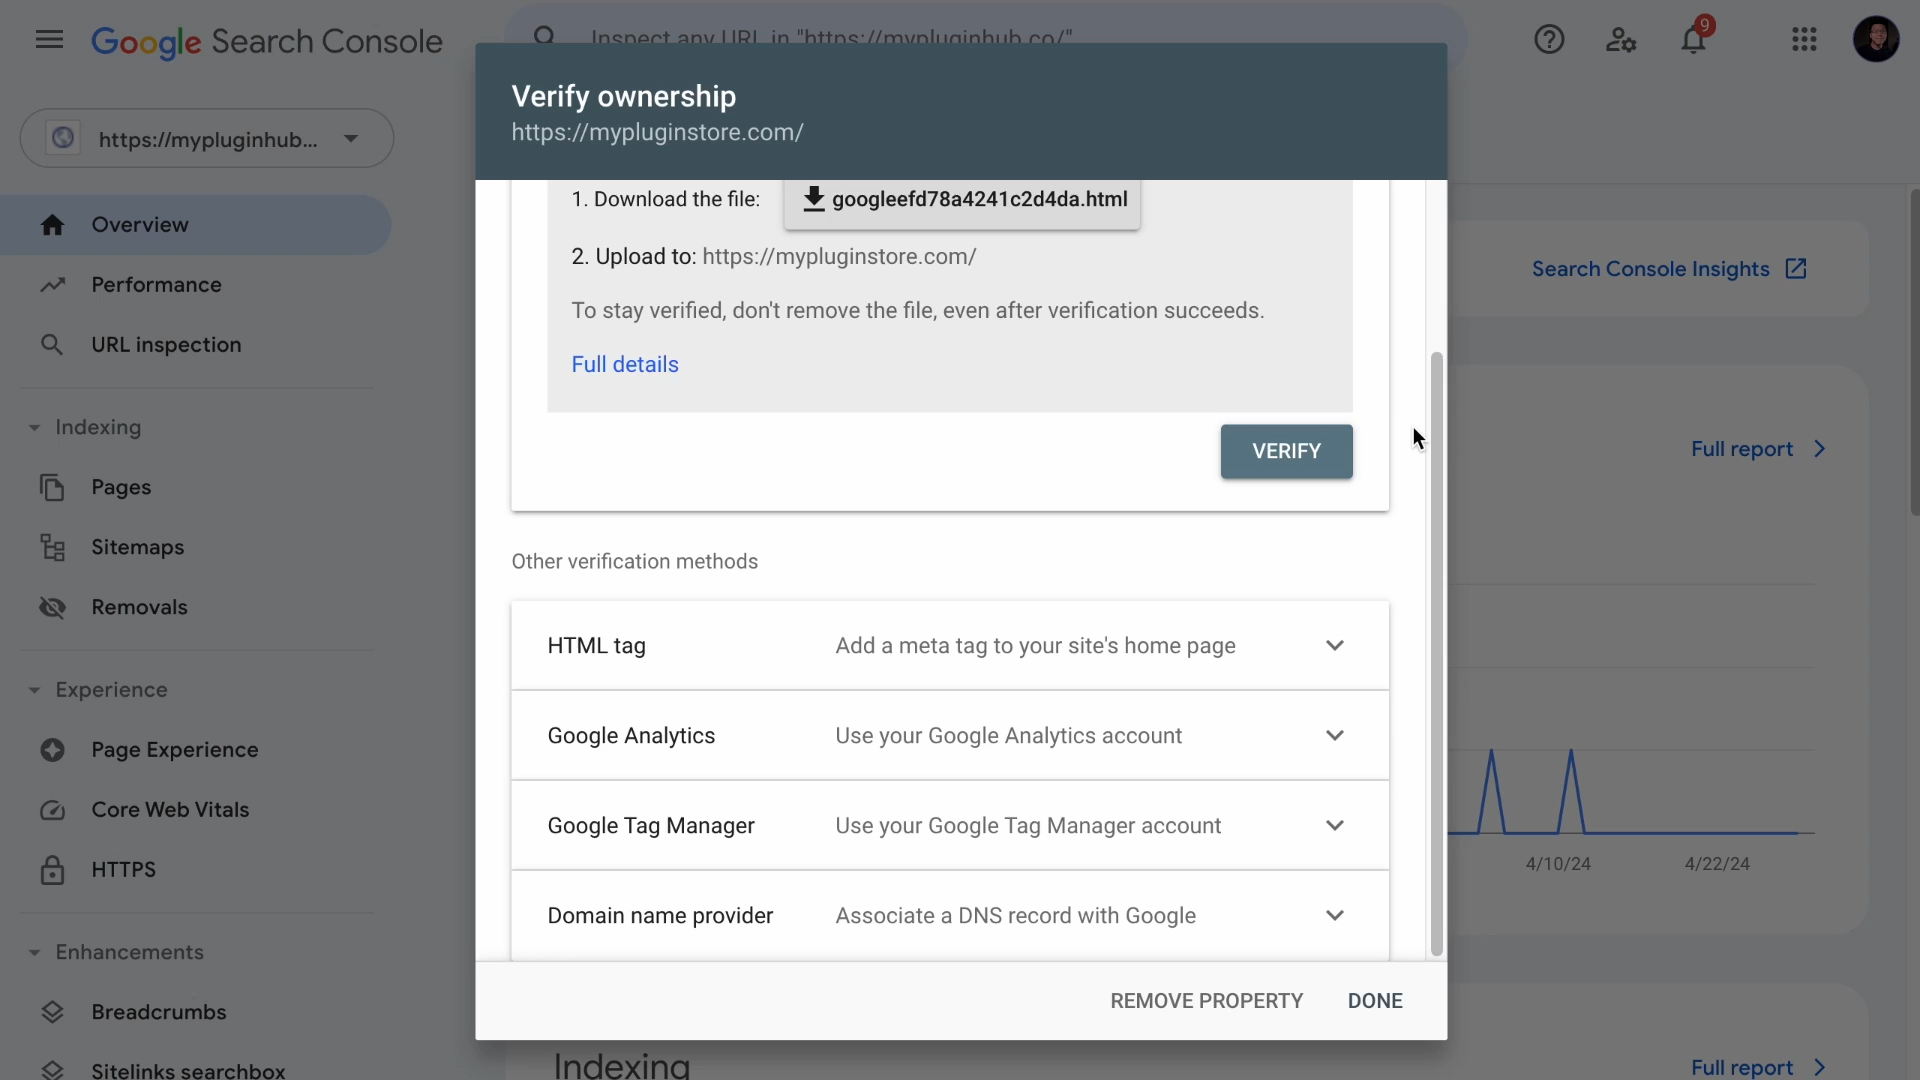 Google Search Console
Inspect any URL in "https://mypluginhub.co/"
9
https://mypluginhub...
Overview
Performance
URL inspection
Indexing
Pages
Sitemaps
Removals
Experience
Page Experience
Core Web Vitals
HTTPS
Enhancements
Breadcrumbs
Sitelinks searchbox
Verify ownership
https://mypluginstore.com/
1. Download the file: googleefd78a4241c2d4da.html
2. Upload to: https://mypluginstore.com/
To stay verified, don't remove the file, even after verification succeeds.
Full details
VERIFY
Other verification methods
HTML tag Add a meta tag to your site's home page
Google Analytics Use your Google Analytics account
Google Tag Manager Use your Google Tag Manager account
Domain name provider Associate a DNS record with Google
REMOVE PROPERTY DONE
Search Console Insights
Full report
4/10/24 4/22/24
Indexing
Full report